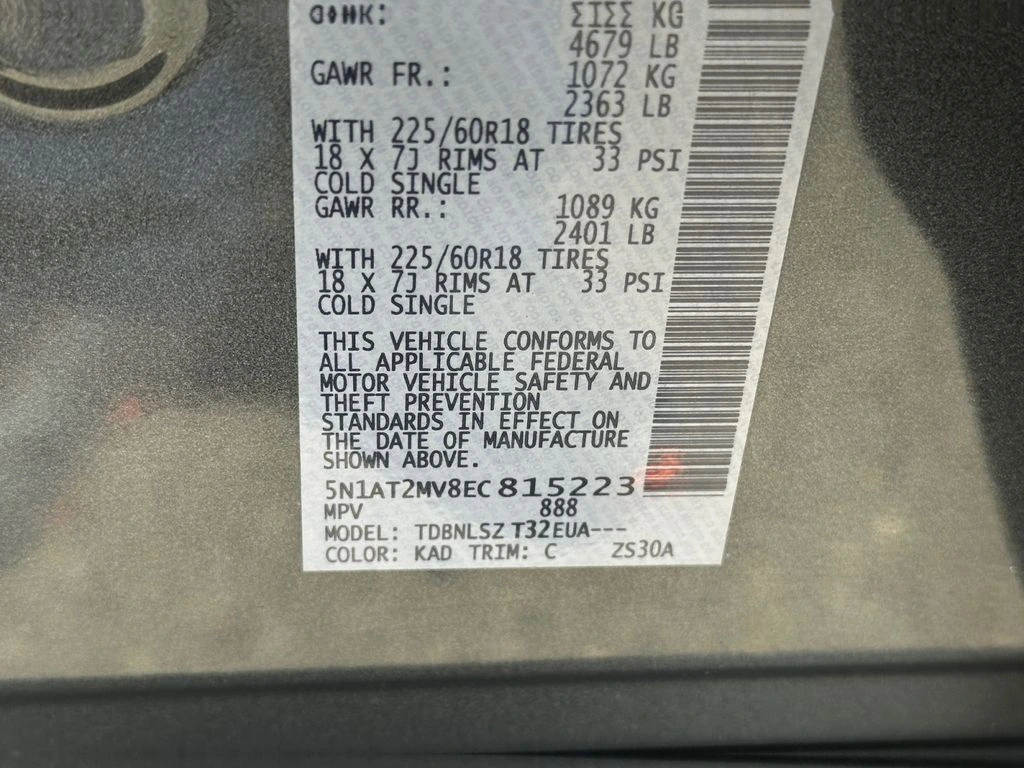 KG
4679 LB
GAWR FR.: 1072 KG
2363 LB
WITH 225/60R18 TIRES
18 X 7J RIMS AT 33 PSI
COLD SINGLE
GAWR RR.: 1089 KG
2401 LB
WITH 225/60R18 TIRES
18 X 7J RIMS AT 33 PSI
COLD SINGLE
THIS VEHICLE CONFORMS TO
ALL APPLICABLE FEDERAL
MOTOR VEHICLE SAFETY AND
THEFT PREVENTION
STANDARDS IN EFFECT ON
THE DATE OF MANUFACTURE
SHOWN ABOVE.
5N1AT2MV8EC815223
MPV 888
MODEL: TDBNLSZ T32EUA---
COLOR: KAD TRIM: C ZS30A